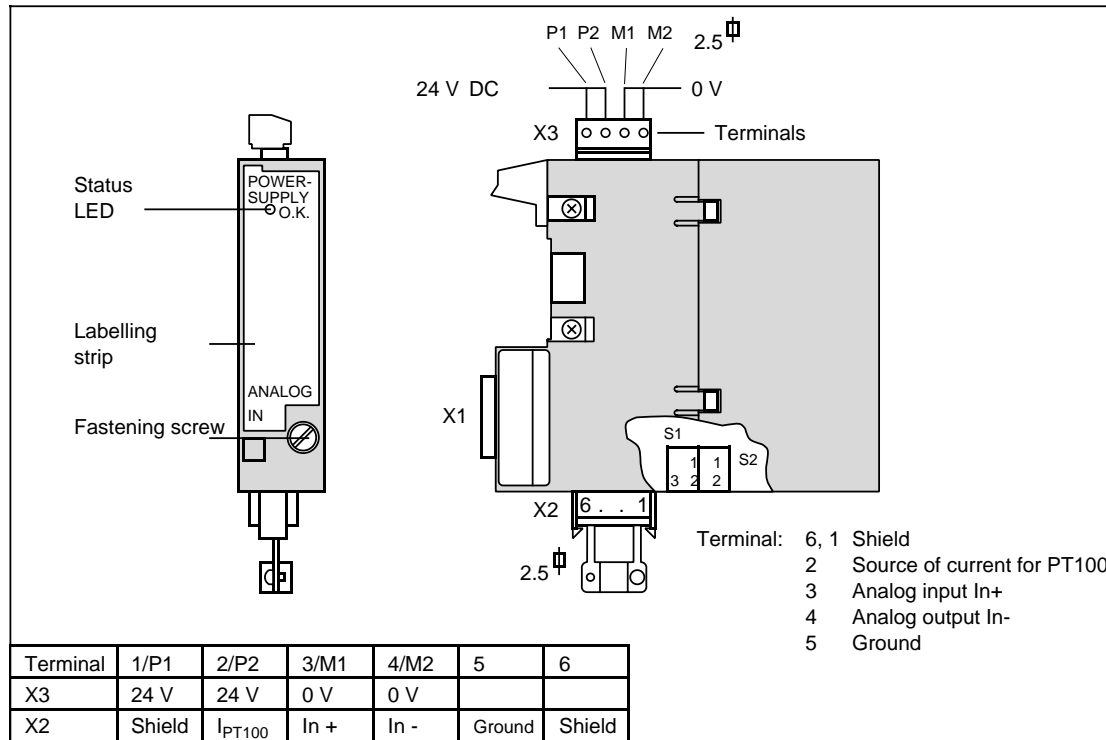 P1 P2 M1 M2 2.5
24 V DC 0 V
X3 Terminals
Status
LED
POWER-
SUPPLY
O.K.
Labelling
strip
ANALOG
IN
Fastening screw
X1
S1
S2
1 1
3 2 2
X2 6 . . 1
2.5
Terminal: 6, 1 Shield
2 Source of current for PT100
3 Analog input In+
4 Analog output In-
5 Ground
Terminal 1/P1 2/P2 3/M1 4/M2 5 6
X3 24 V 24 V 0 V 0 V
X2 Shield IPT100 In + In - Ground Shield